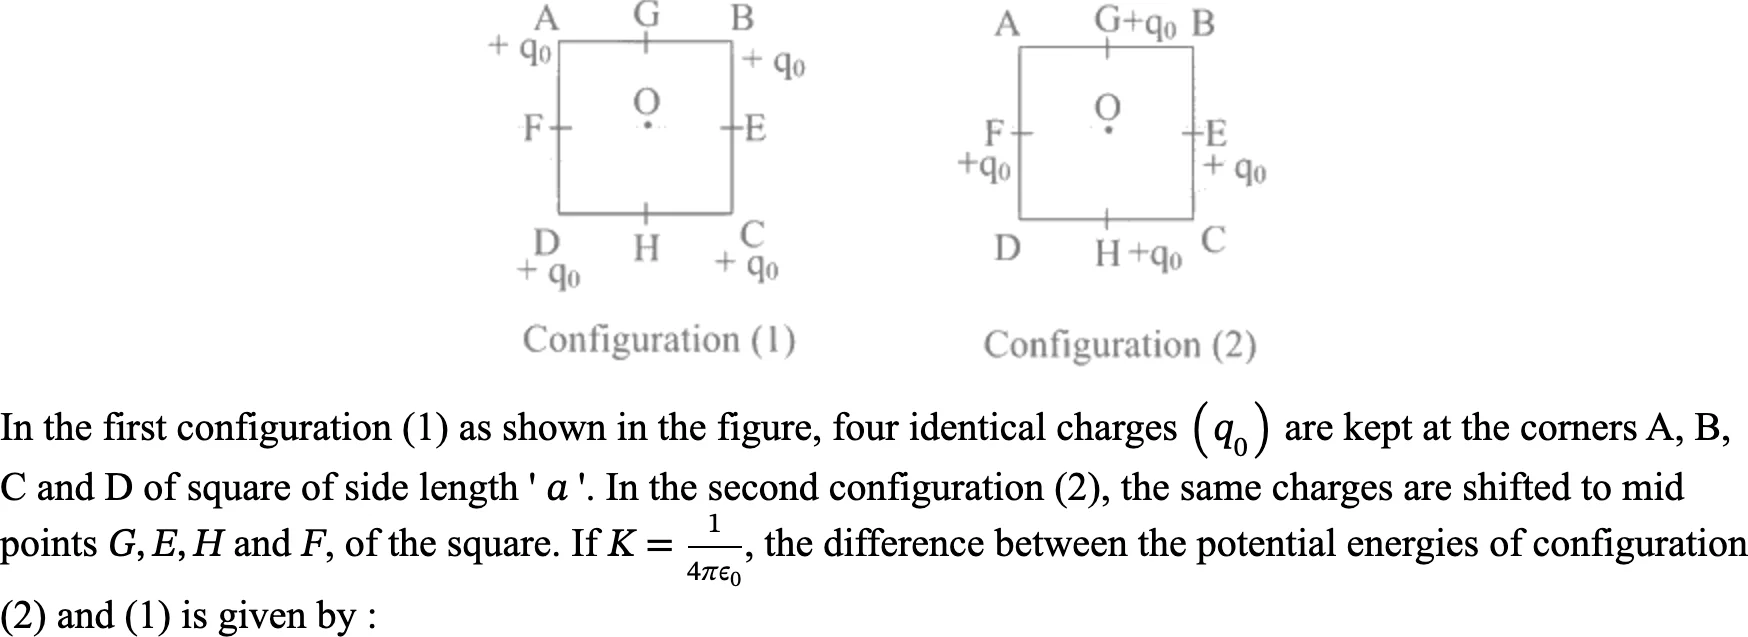 A G B
+ q₀ + q₀
O
F E
D H C
+ q₀ + q₀
Configuration (1)
A G+q₀ B
O
F E
+q₀ + q₀
D H+q₀ C
Configuration (2)
In the first configuration (1) as shown in the figure, four identical charges (q₀) are kept at the corners A, B,
C and D of square of side length ' a '. In the second configuration (2), the same charges are shifted to mid
points G, E, H and F, of the square. If K = 1/4πϵ₀, the difference between the potential energies of configuration
(2) and (1) is given by :